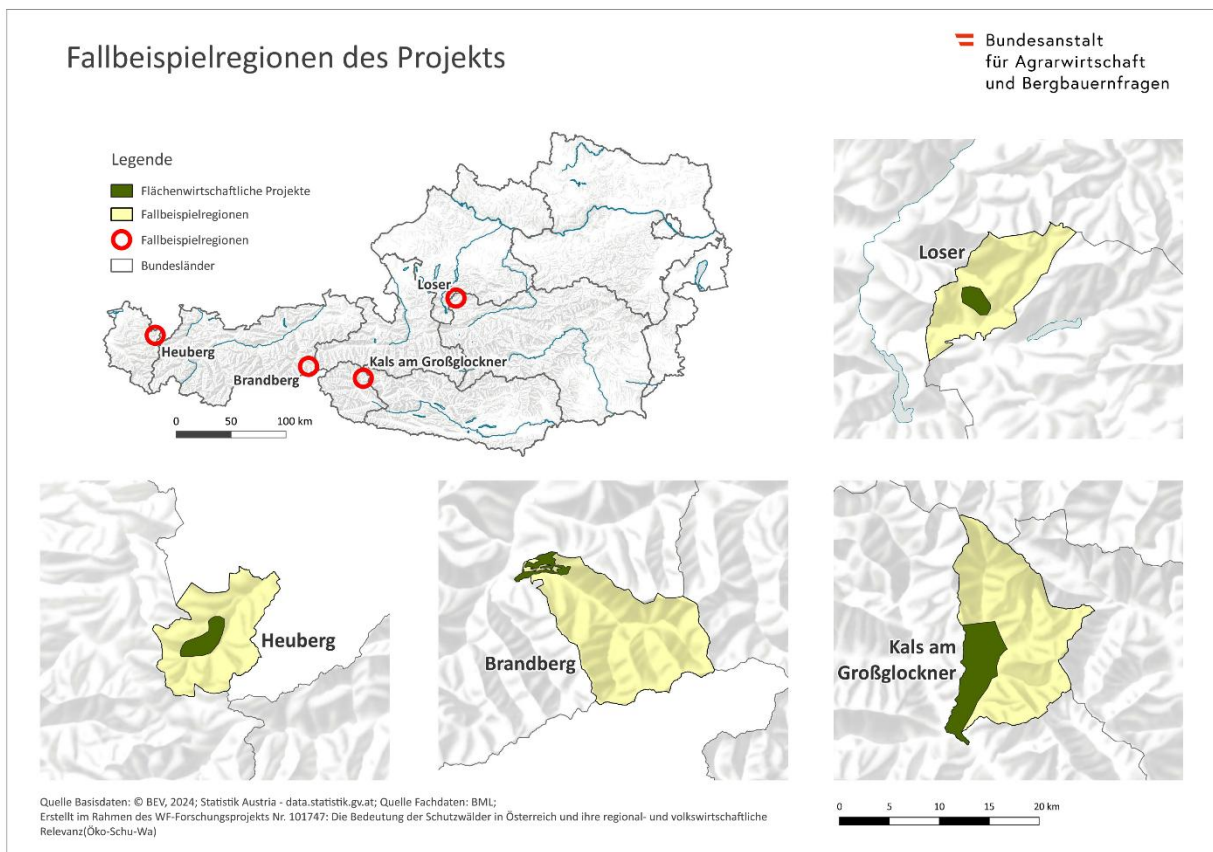 Fallbeispielregionen des Projekts
Bundesanstalt
für Agrarwirtschaft
und Bergbauernfragen
Legende
Flächenwirtschaftliche Projekte
Fallbeispielregionen
Fallbeispielregionen
Bundesländer
Loser
Heuberg
Brandberg
Kals am Großglockner
0 50 100 km
Loser
Heuberg
Brandberg
Kals am
Großglockner
Quelle Basisdaten: © BEV, 2024; Statistik Austria - data.statistik.gv.at; Quelle Fachdaten: BML;
Erstellt im Rahmen des WF-Forschungsprojekts Nr. 101747: Die Bedeutung der Schutzwälder in Österreich und ihre regional- und volkswirtschaftliche
Relevanz(Öko-Schu-Wa)
0 5 10 15 20 km